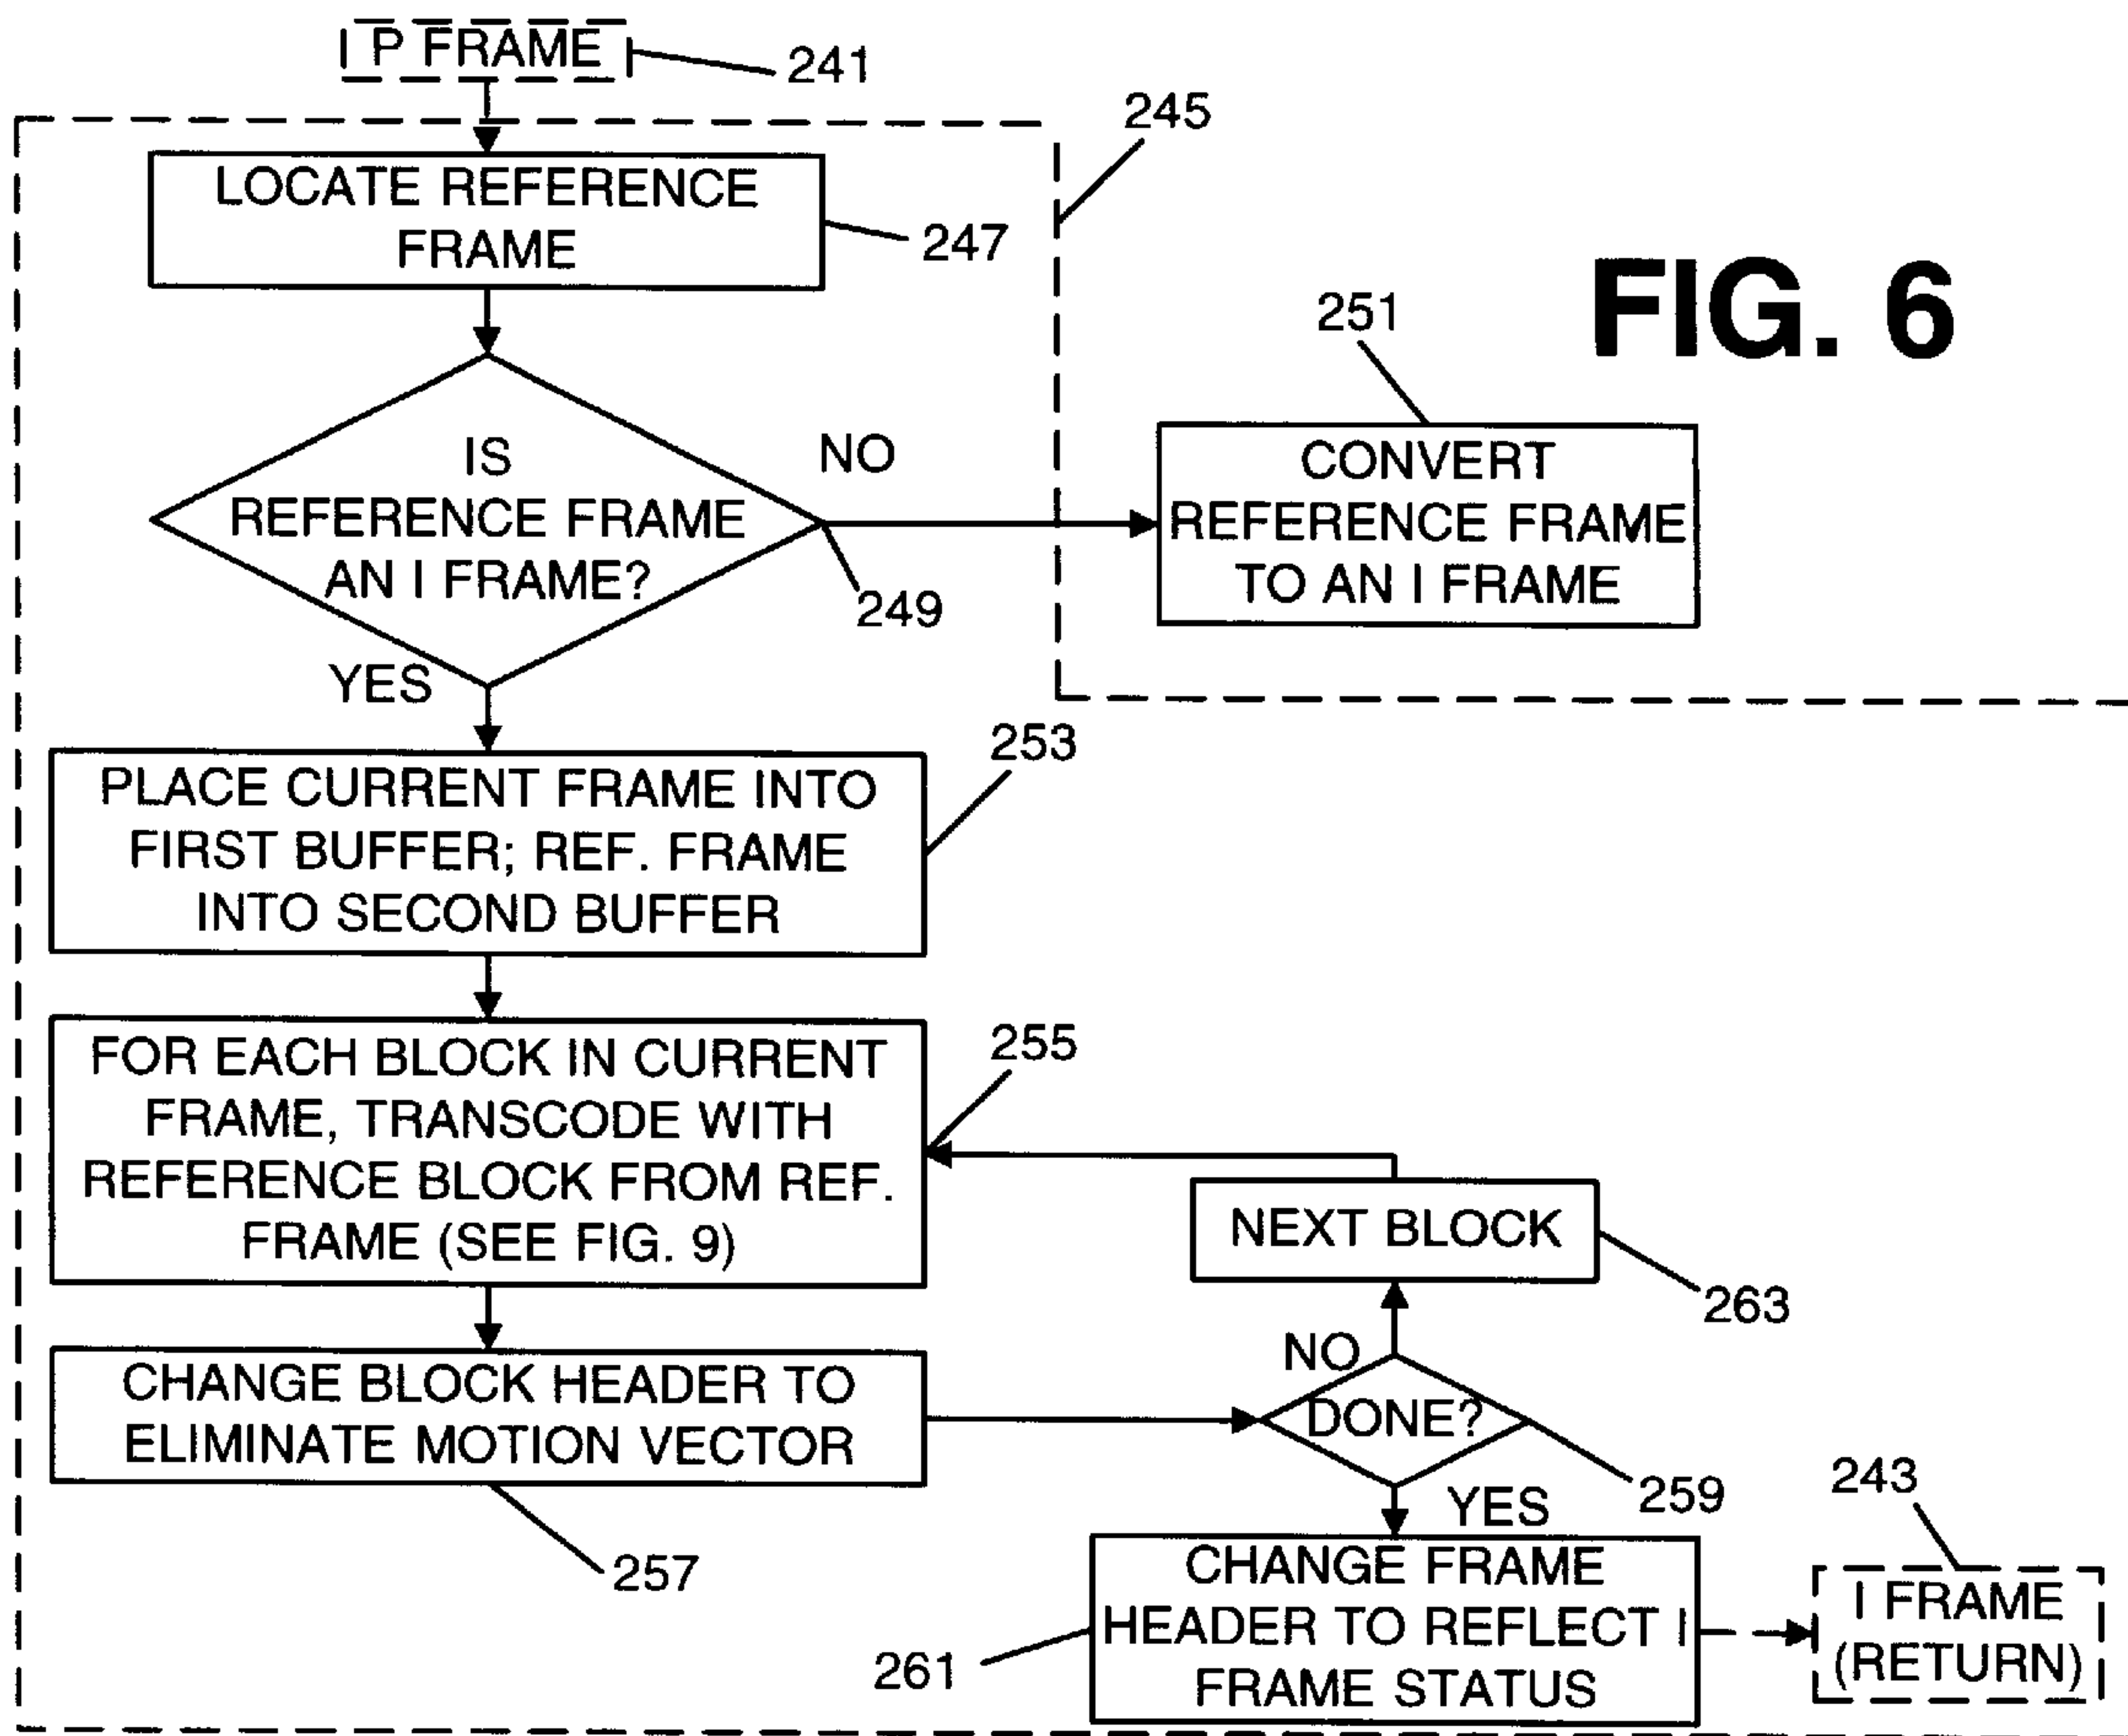 P FRAME
241
245
LOCATE REFERENCE
FRAME
247
FIG. 6
251
IS
REFERENCE FRAME
AN I FRAME?
NO
249
CONVERT
REFERENCE FRAME
TO AN I FRAME
YES
253
PLACE CURRENT FRAME INTO
FIRST BUFFER; REF. FRAME
INTO SECOND BUFFER
255
FOR EACH BLOCK IN CURRENT
FRAME, TRANSCODE WITH
REFERENCE BLOCK FROM REF.
FRAME (SEE FIG. 9)
NEXT BLOCK
263
CHANGE BLOCK HEADER TO
ELIMINATE MOTION VECTOR
257
NO
DONE?
259
YES
243
CHANGE FRAME
HEADER TO REFLECT I
FRAME STATUS
261
I FRAME
(RETURN)